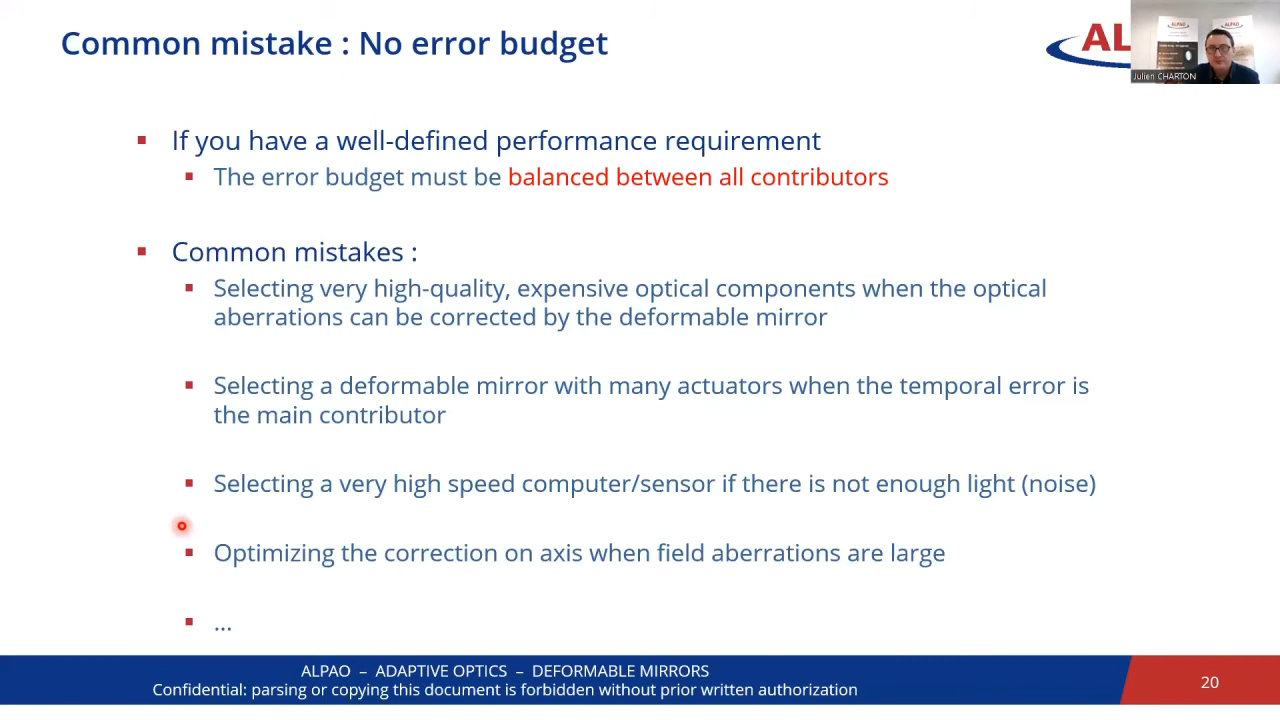 Common mistake : No error budget
AL
ALPAO
ALPAO
Julien CHARTON
If you have a well-defined performance requirement
The error budget must be balanced between all contributors
Common mistakes :
Selecting very high-quality, expensive optical components when the optical
aberrations can be corrected by the deformable mirror
Selecting a deformable mirror with many actuators when the temporal error is
the main contributor
Selecting a very high speed computer/sensor if there is not enough light (noise)
Optimizing the correction on axis when field aberrations are large
...
ALPAO – ADAPTIVE OPTICS – DEFORMABLE MIRRORS
Confidential: parsing or copying this document is forbidden without prior written authorization
20